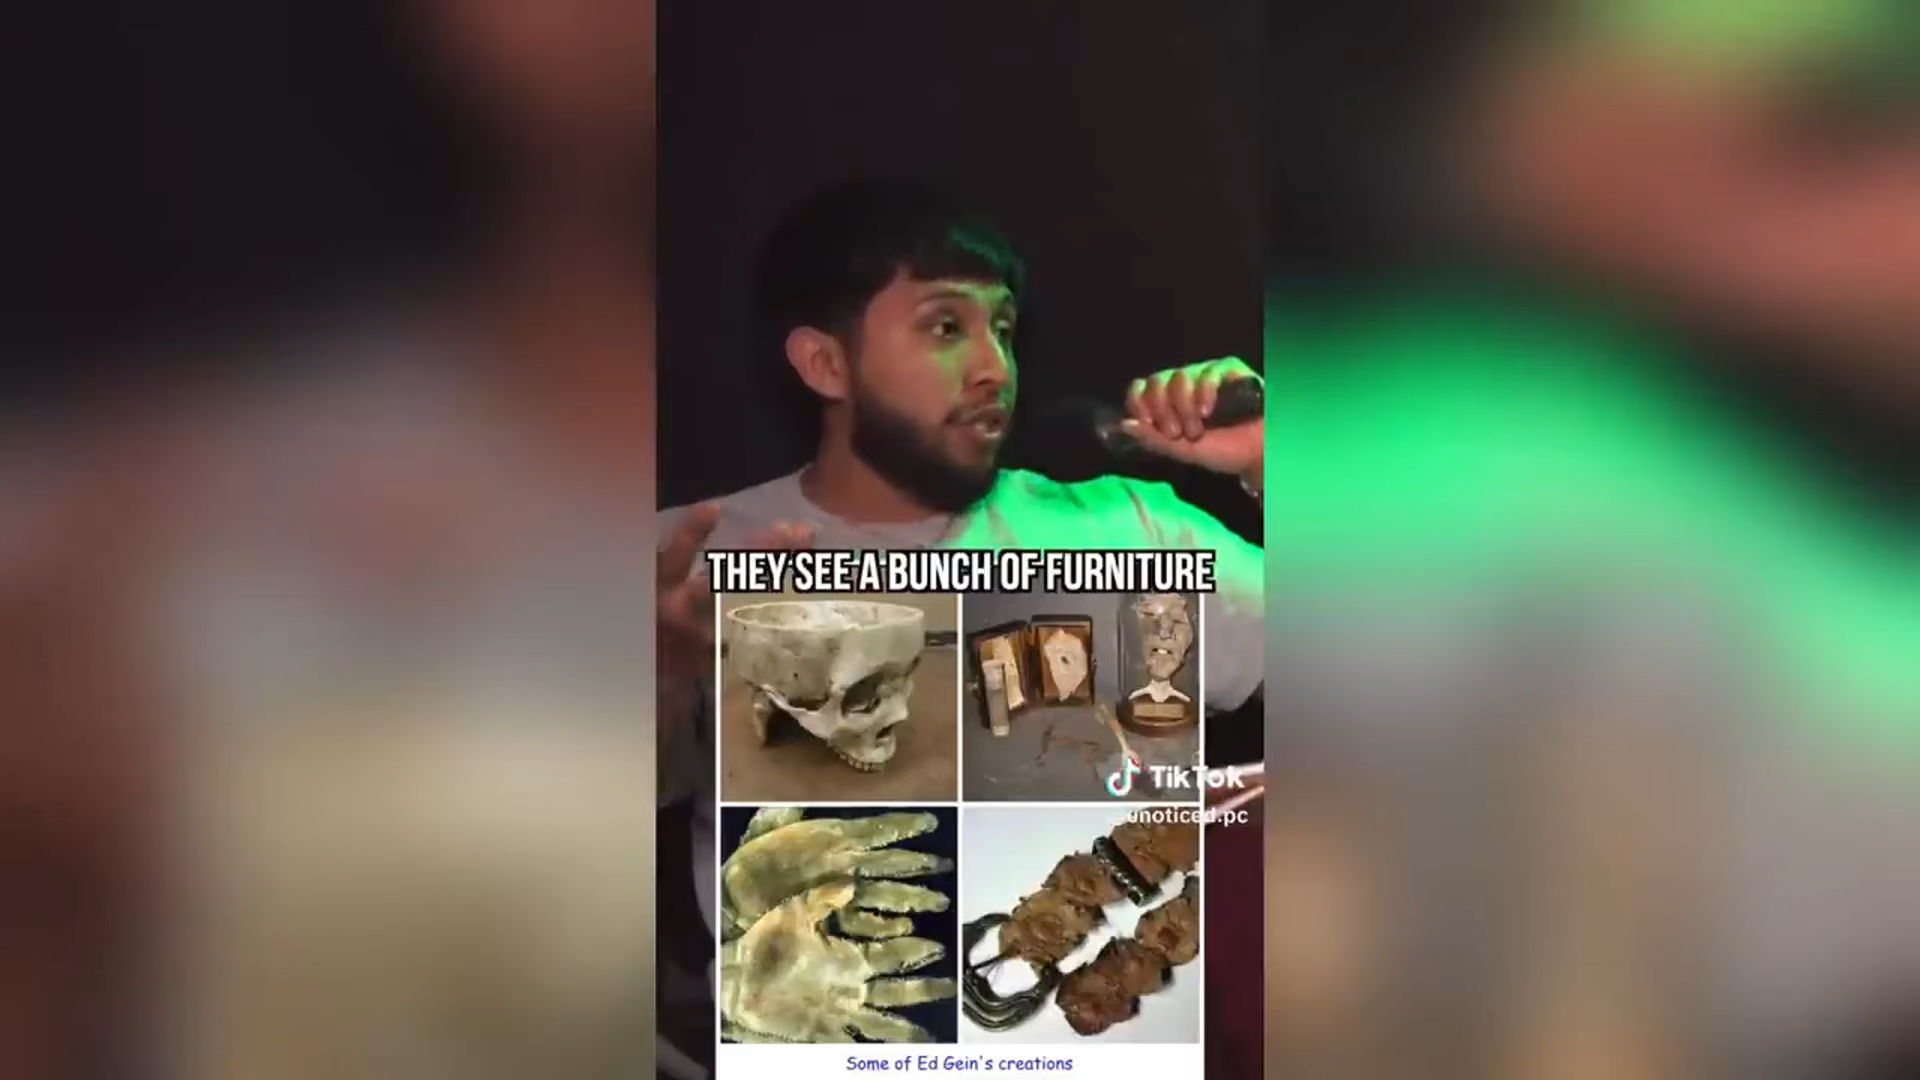 THEY SEE A BUNCH OF FURNITURE
TikTok
unoticed.pc
Some of Ed Gein's creations